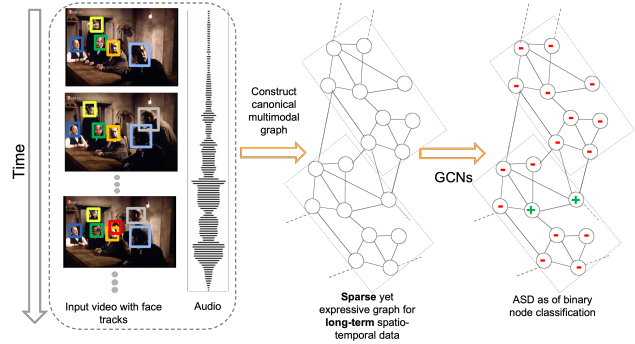 Time
Input video with face
tracks
Audio
Construct
canonical
multimodal
graph
Sparse yet
expressive graph for
long-term spatio-
temporal data
GCNs
ASD as of binary
node classification